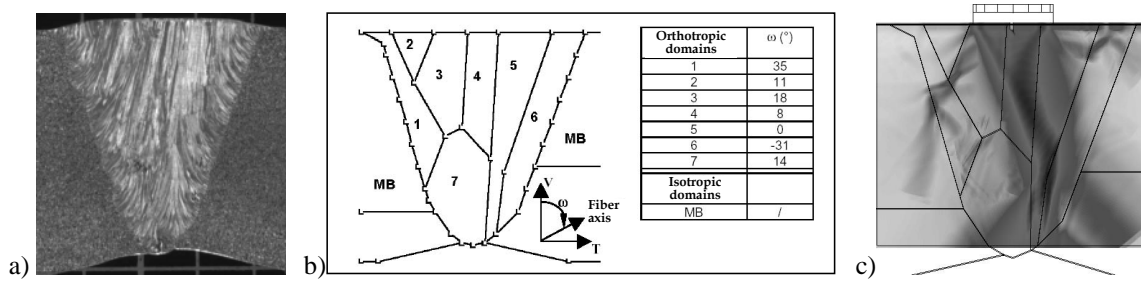 a)
b)
1
2
3
4
5
6
7
MB
MB
V
ω
Fiber
axis
T
Orthotropic domains ω (°)
1 35
2 11
3 18
4 8
5 0
6 -31
7 14
Isotropic domains
MB /
c)